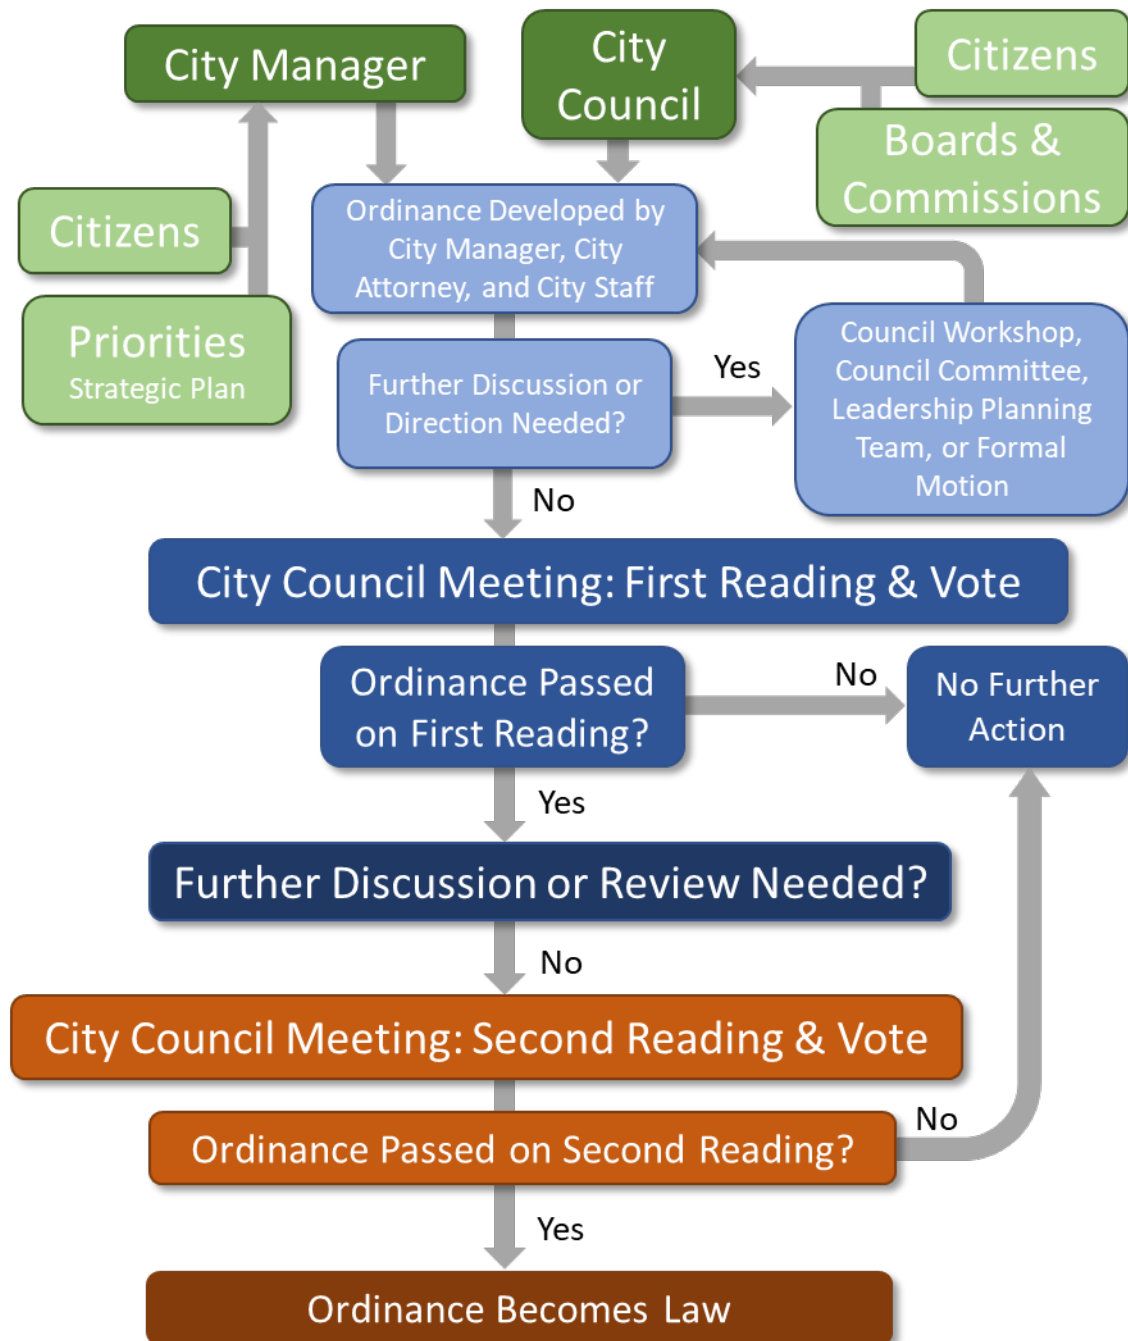 City Manager
City
Council
Citizens
Boards &
Commissions
Citizens
Priorities
Strategic Plan
Ordinance Developed by
City Manager, City
Attorney, and City Staff
Further Discussion or
Direction Needed?
Yes
Council Workshop,
Council Committee,
Leadership Planning
Team, or Formal
Motion
No
City Council Meeting: First Reading & Vote
Ordinance Passed
on First Reading?
No
No Further
Action
Yes
Further Discussion or Review Needed?
No
City Council Meeting: Second Reading & Vote
Ordinance Passed on Second Reading?
No
Yes
Ordinance Becomes Law